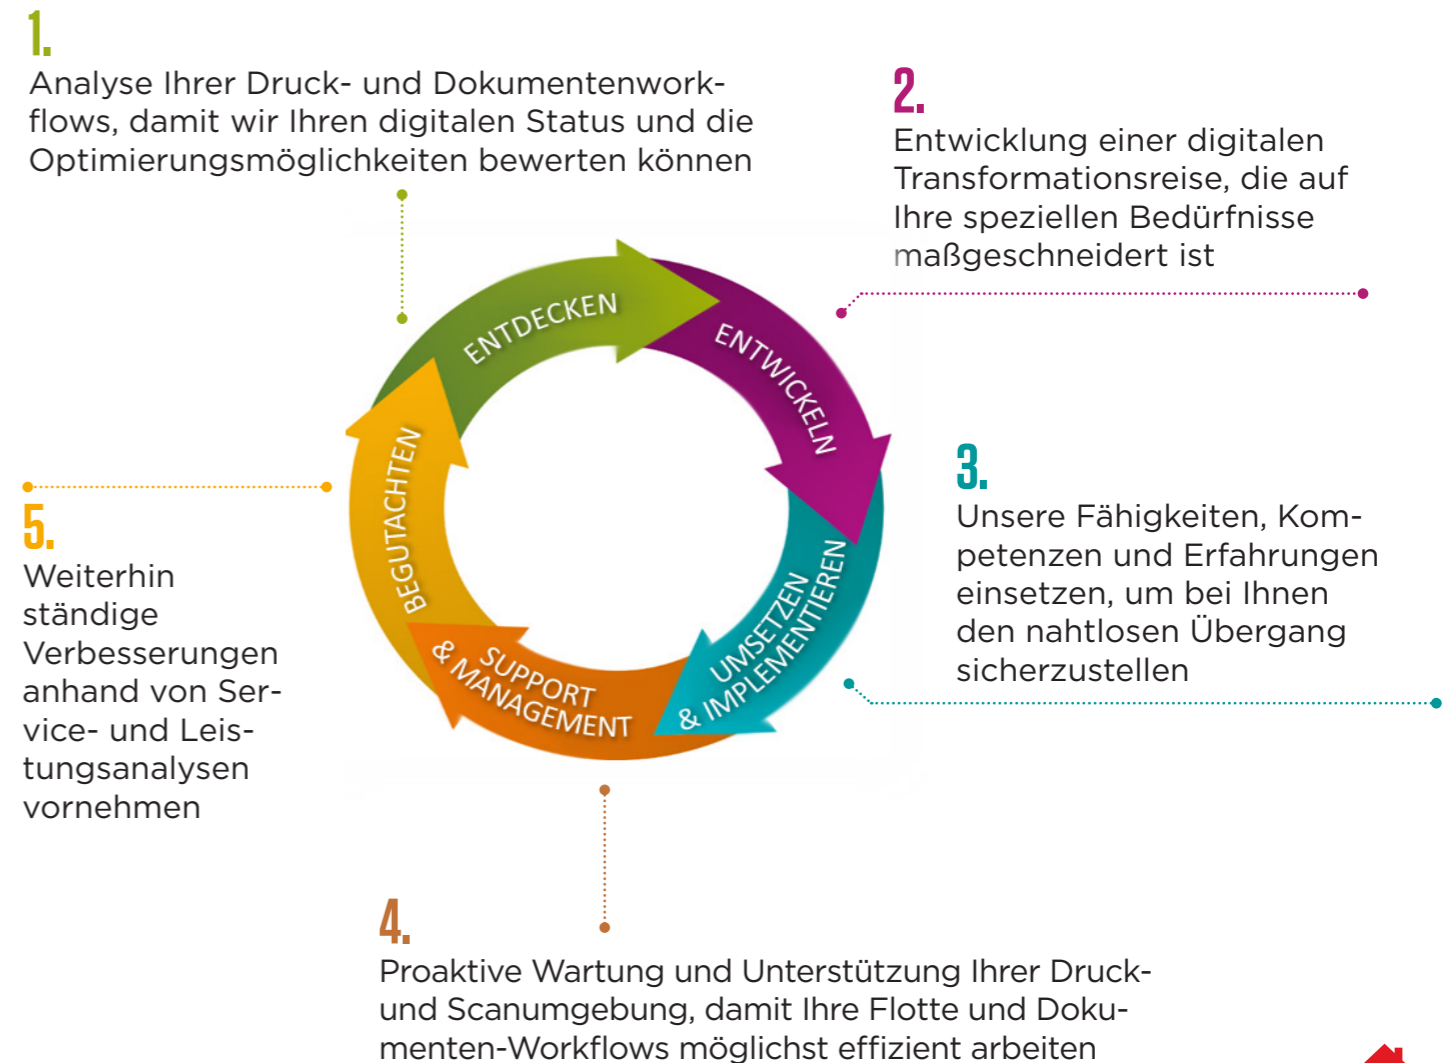 1.
Analyse Ihrer Druck- und Dokumentenwork-
flows, damit wir Ihren digitalen Status und die
Optimierungsmöglichkeiten bewerten können
2.
Entwicklung einer digitalen
Transformationsreise, die auf
Ihre speziellen Bedürfnisse
maßgeschneidert ist
ENTDECKEN
ENTWICKELN
UMSETZEN
& IMPLEMENTIEREN
SUPPORT
& MANAGEMENT
BEGUTACHTEN
3.
Unsere Fähigkeiten, Kom-
petenzen und Erfahrungen
einsetzen, um bei Ihnen
den nahtlosen Übergang
sicherzustellen
5.
Weiterhin
ständige
Verbesserungen
anhand von Ser-
vice- und Leis-
tungsanalysen
vornehmen
4.
Proaktive Wartung und Unterstützung Ihrer Druck-
und Scanumgebung, damit Ihre Flotte und Doku-
menten-Workflows möglichst effizient arbeiten